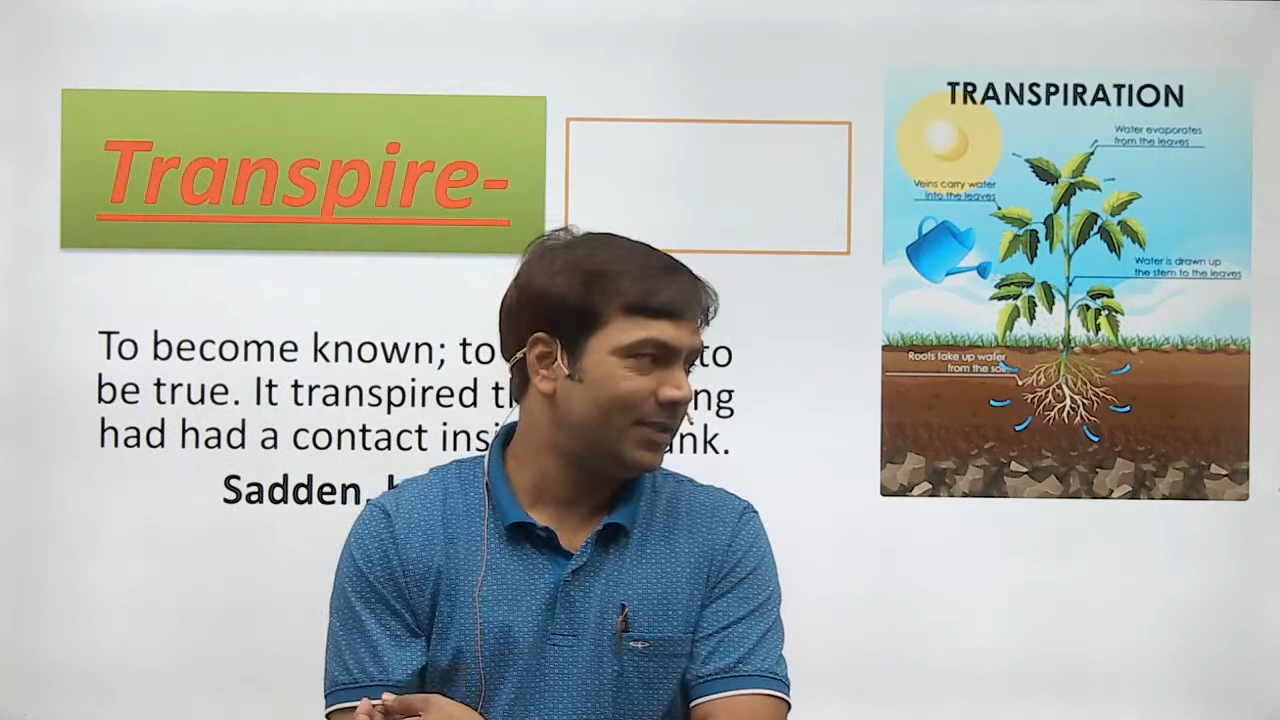 Transpire-
To become known; to to
be true. It transpired
had had a contact
Sadden,
TRANSPIRATION
Water evaporates
from the leaves
Veins carry water
into the leaves
Water is drawn up
the stem to the leaves
Roots take up water
from the soil